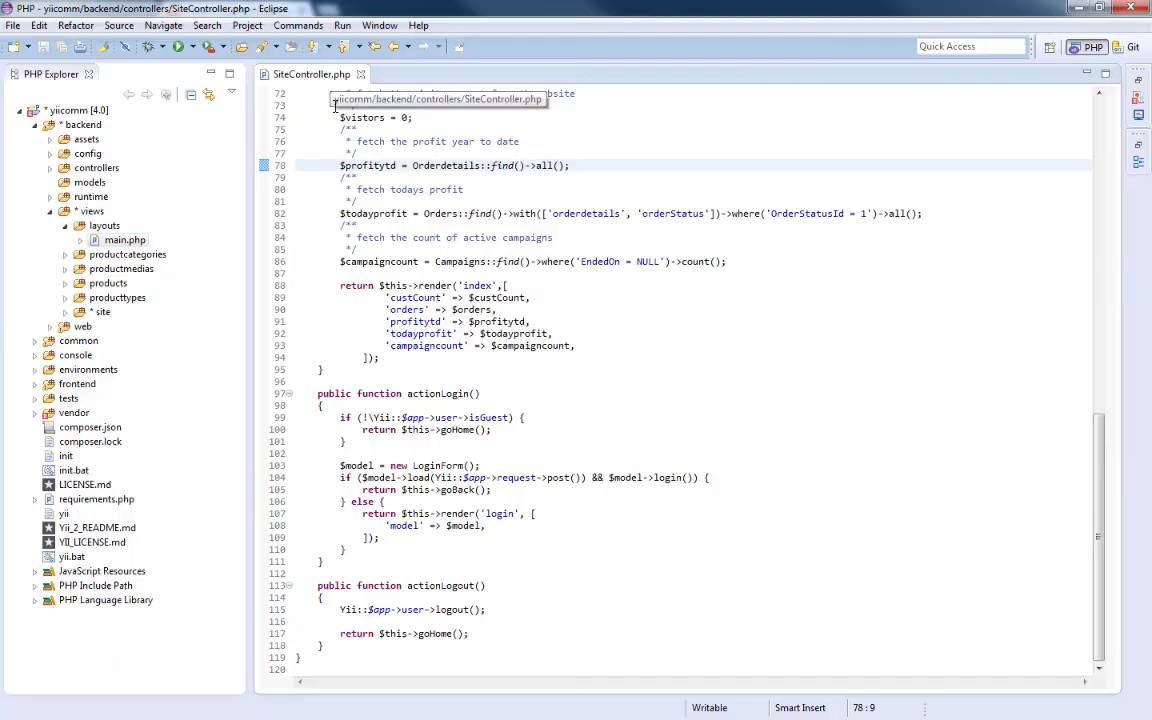 PHP - yiicomm/backend/controllers/SiteController.php - Eclipse
File Edit Refactor Source Navigate Search Project Commands Run Window Help
Quick Access
PHP
Git
PHP Explorer
* yiicomm [4.0]
* backend
assets
config
controllers
models
runtime
* views
layouts
main.php
productcategories
productmedias
products
producttypes
* site
web
common
console
environments
frontend
tests
vendor
composer.json
composer.lock
init
init.bat
LICENSE.md
requirements.php
yii
Yii_2_README.md
YII_LICENSE.md
yii.bat
JavaScript Resources
PHP Include Path
PHP Language Library
SiteController.php
yiicomm/backend/controllers/SiteController.php
72
73
74 $vistors = 0;
75 /**
76 * fetch the profit year to date
77 */
78 $profitytd = Orderdetails::find()->all();
79 /**
80 * fetch todays profit
81 */
82 $todayprofit = Orders::find()->with(['orderdetails', 'orderStatus'])->where('OrderStatusId = 1')->all();
83 /**
84 * fetch the count of active campaigns
85 */
86 $campaigncount = Campaigns::find()->where('EndedOn = NULL')->count();
87
88 return $this->render('index',[
89 'custCount' => $custCount,
90 'orders' => $orders,
91 'profitytd' => $profitytd,
92 'todayprofit' => $todayprofit,
93 'campaigncount' => $campaigncount,
94 ]);
95 }
96
97 public function actionLogin()
98 {
99 if (!\Yii::$app->user->isGuest) {
100 return $this->goHome();
101 }
102
103 $model = new LoginForm();
104 if ($model->load(Yii::$app->request->post()) && $model->login()) {
105 return $this->goBack();
106 } else {
107 return $this->render('login', [
108 'model' => $model,
109 ]);
110 }
111 }
112
113 public function actionLogout()
114 {
115 Yii::$app->user->logout();
116
117 return $this->goHome();
118 }
119 }
120
Writable Smart Insert 78 : 9